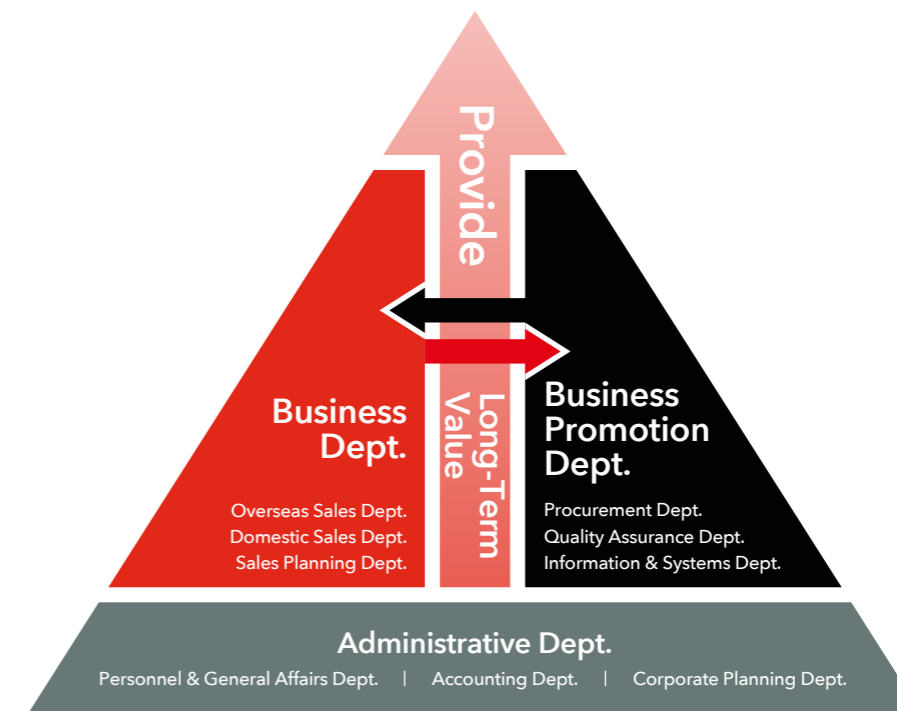 Provide
Long-Term
Value
Business
Dept.
Overseas Sales Dept.
Domestic Sales Dept.
Sales Planning Dept.
Business
Promotion
Dept.
Procurement Dept.
Quality Assurance Dept.
Information & Systems Dept.
Administrative Dept.
Personnel & General Affairs Dept. | Accounting Dept. | Corporate Planning Dept.